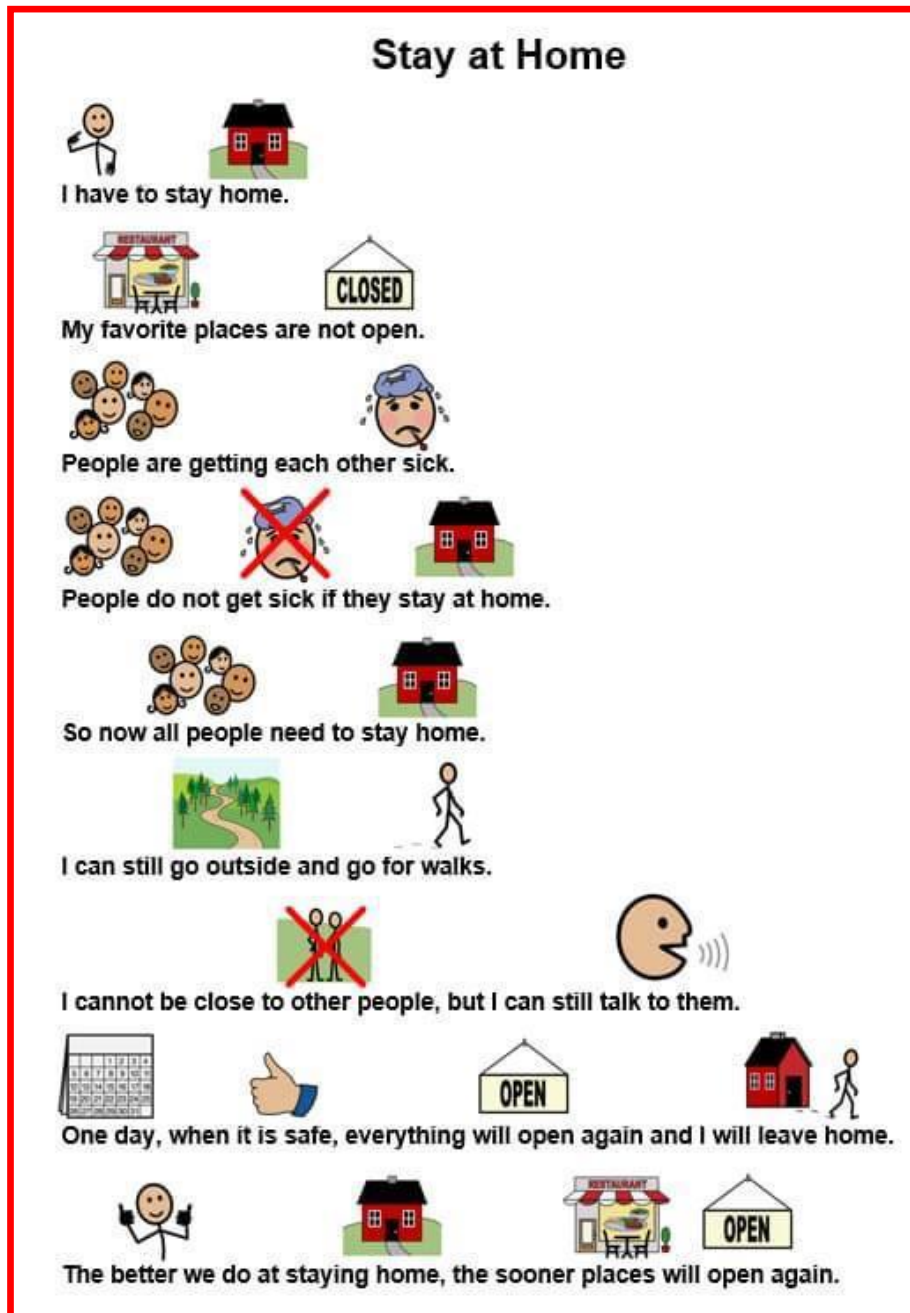 Stay at Home
I have to stay home.
RESTAURANT
CLOSED
My favorite places are not open.
People are getting each other sick.
People do not get sick if they stay at home.
So now all people need to stay home.
I can still go outside and go for walks.
I cannot be close to other people, but I can still talk to them.
OPEN
One day, when it is safe, everything will open again and I will leave home.
RESTAURANT
OPEN
The better we do at staying home, the sooner places will open again.